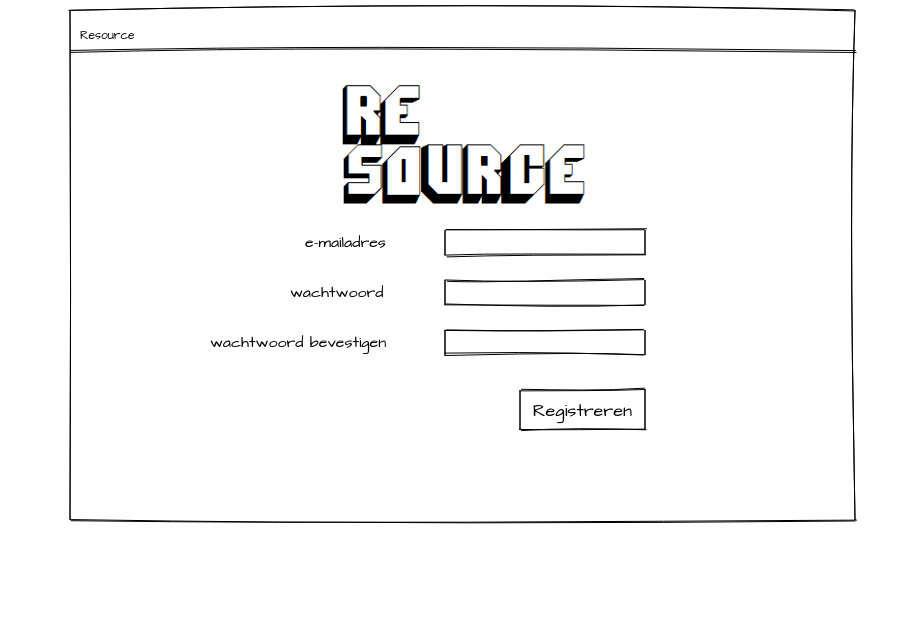 Resource
RE
SOURCE
e-mailadres
wachtwoord
wachtwoord bevestigen
Registreren